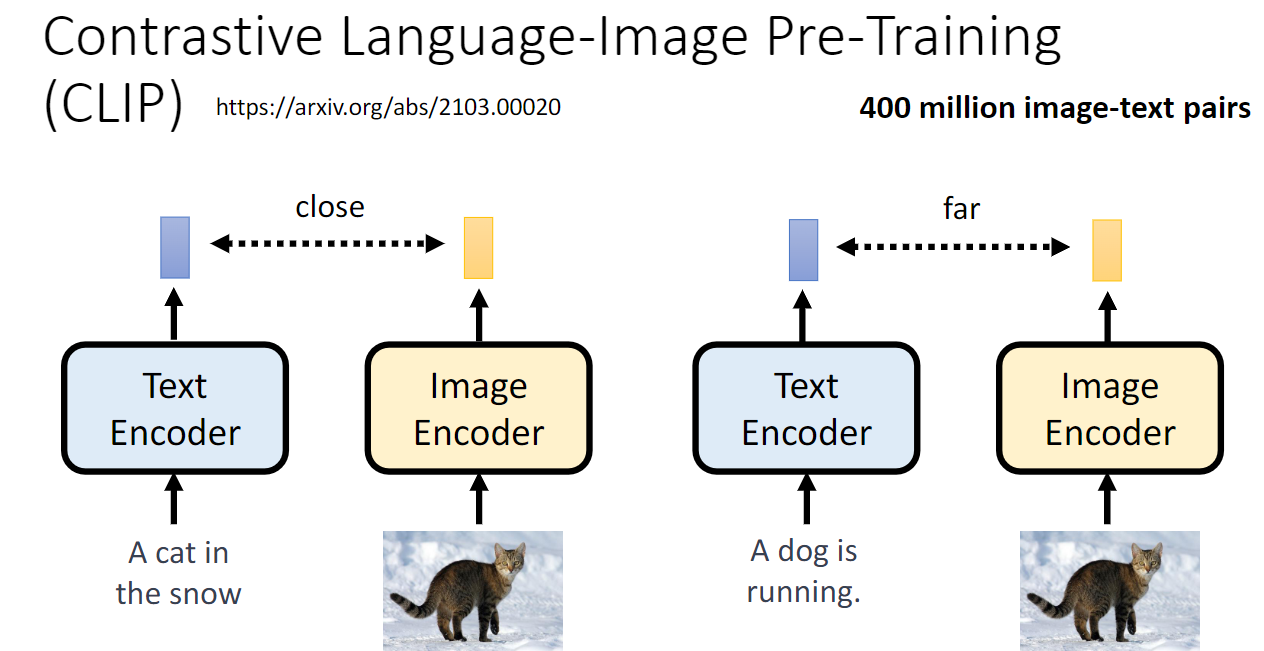 Contrastive Language-Image Pre-Training
(CLIP) https://arxiv.org/abs/2103.00020 400 million image-text pairs
close
far
Text
Encoder
Image
Encoder
Text
Encoder
Image
Encoder
A cat in
the snow
A dog is
running.